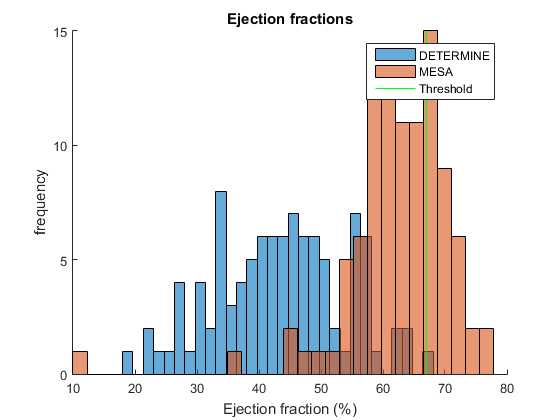 Ejection fractions
15
10
5
0
frequency
DETERMINE
MESA
Threshold
10 20 30 40 50 60 70 80
Ejection fraction (%)